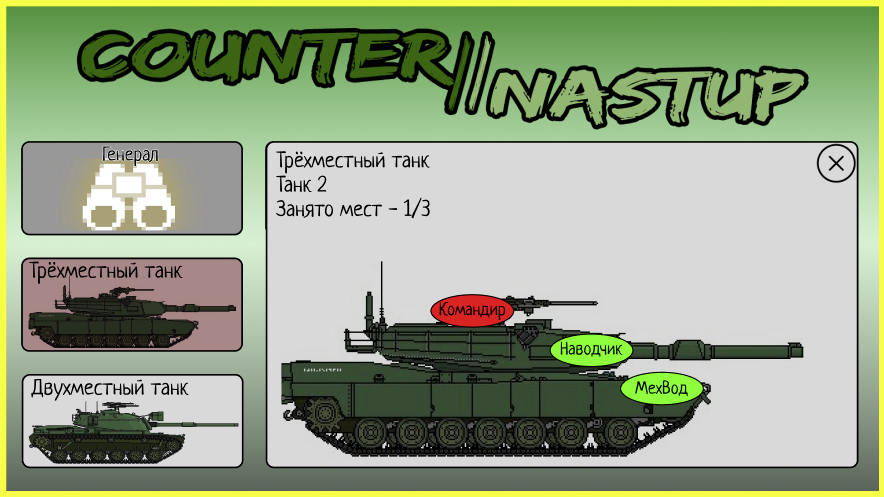 COUNTER
NASTUP
Генерал
Трёхместный танк
Двухместный танк
Трёхместный танк
Танк 2
Занято мест - 1/3
Командир
Наводчик
МехВод